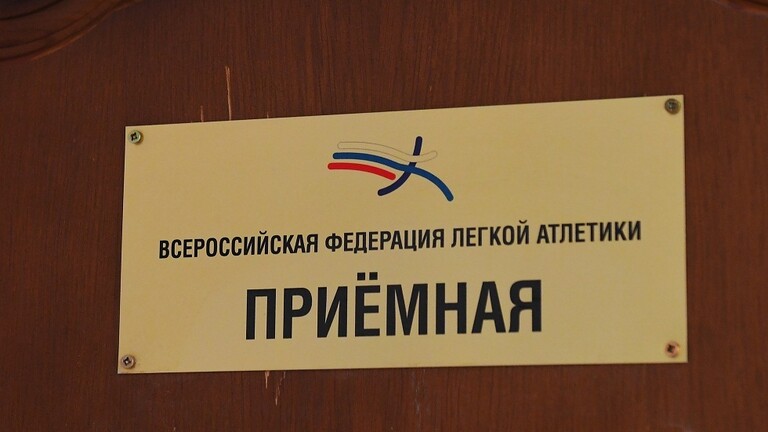 ВСЕРОССИЙСКАЯ ФЕДЕРАЦИЯ ЛЕГКОЙ АТЛЕТИКИ
ПРИЁМНАЯ